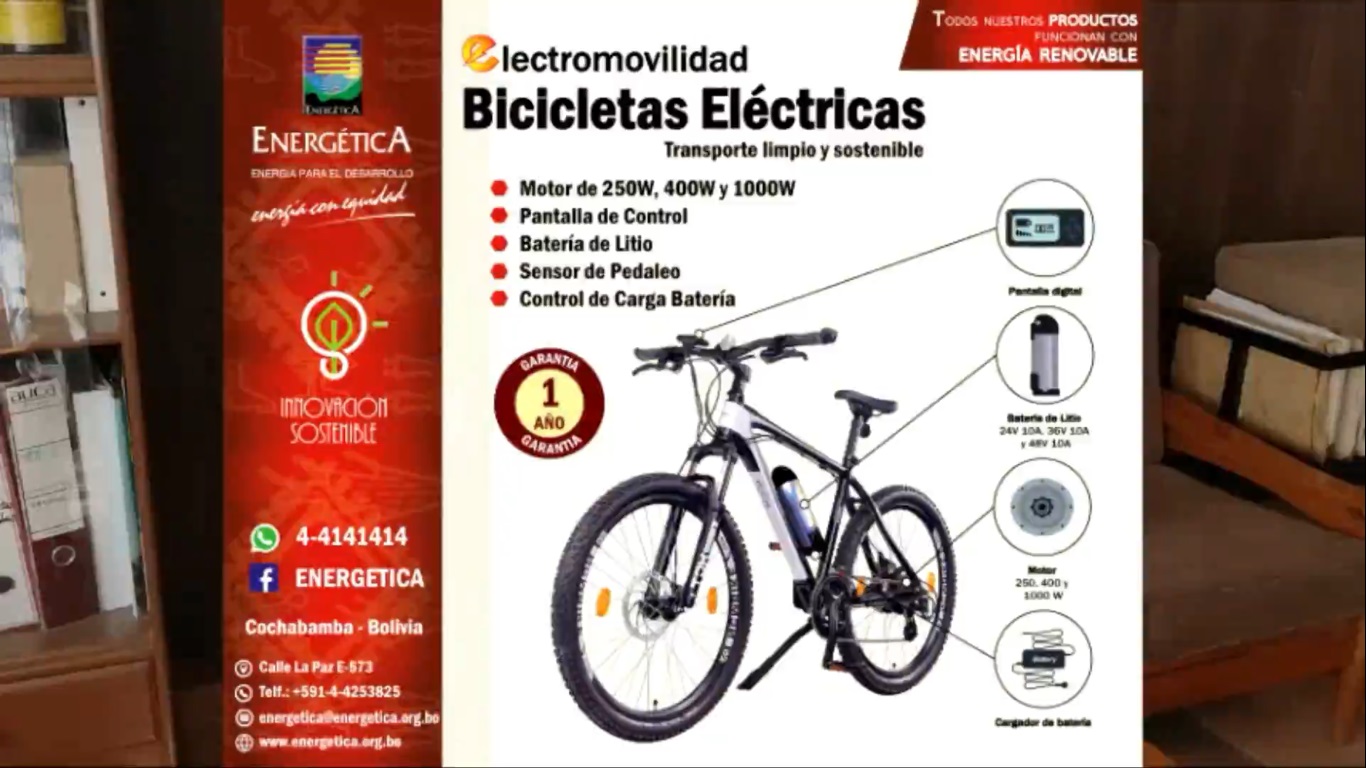 ENERGÉTICA
ENERGÉTICA
ENERGIA PARA EL DESARROLLO
energía con equidad
INNOVACIÓN
SOSTENIBLE
4-4141414
ENERGETICA
Cochabamba - Bolivia
Calle La Paz E-573
Telf.: +591-4-4253825
energetica@energetica.org.bo
www.energetica.org.bo
TODOS NUESTROS PRODUCTOS
FUNCIONAN CON
ENERGÍA RENOVABLE
electromovilidad
Bicicletas Eléctricas
Transporte limpio y sostenible
Motor de 250W, 400W y 1000W
Pantalla de Control
Batería de Litio
Sensor de Pedaleo
Control de Carga Batería
GARANTIA
1
AÑO
GARANTIA
Pantalla digital
Batería de Litio
24V 10A, 36V 10A
y 48V 10A
Motor
250, 400 y
1000 W
Battery
Cargador de batería